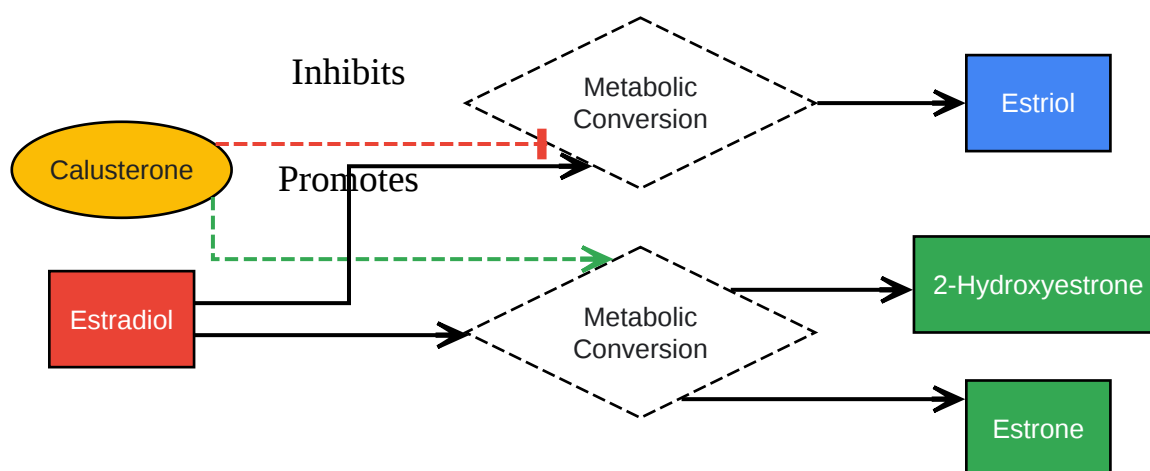 Inhibits
Metabolic
Conversion
Estriol
Calusterone
Promotes
2-Hydroxyestrone
Estradiol
Metabolic
Conversion
Estrone